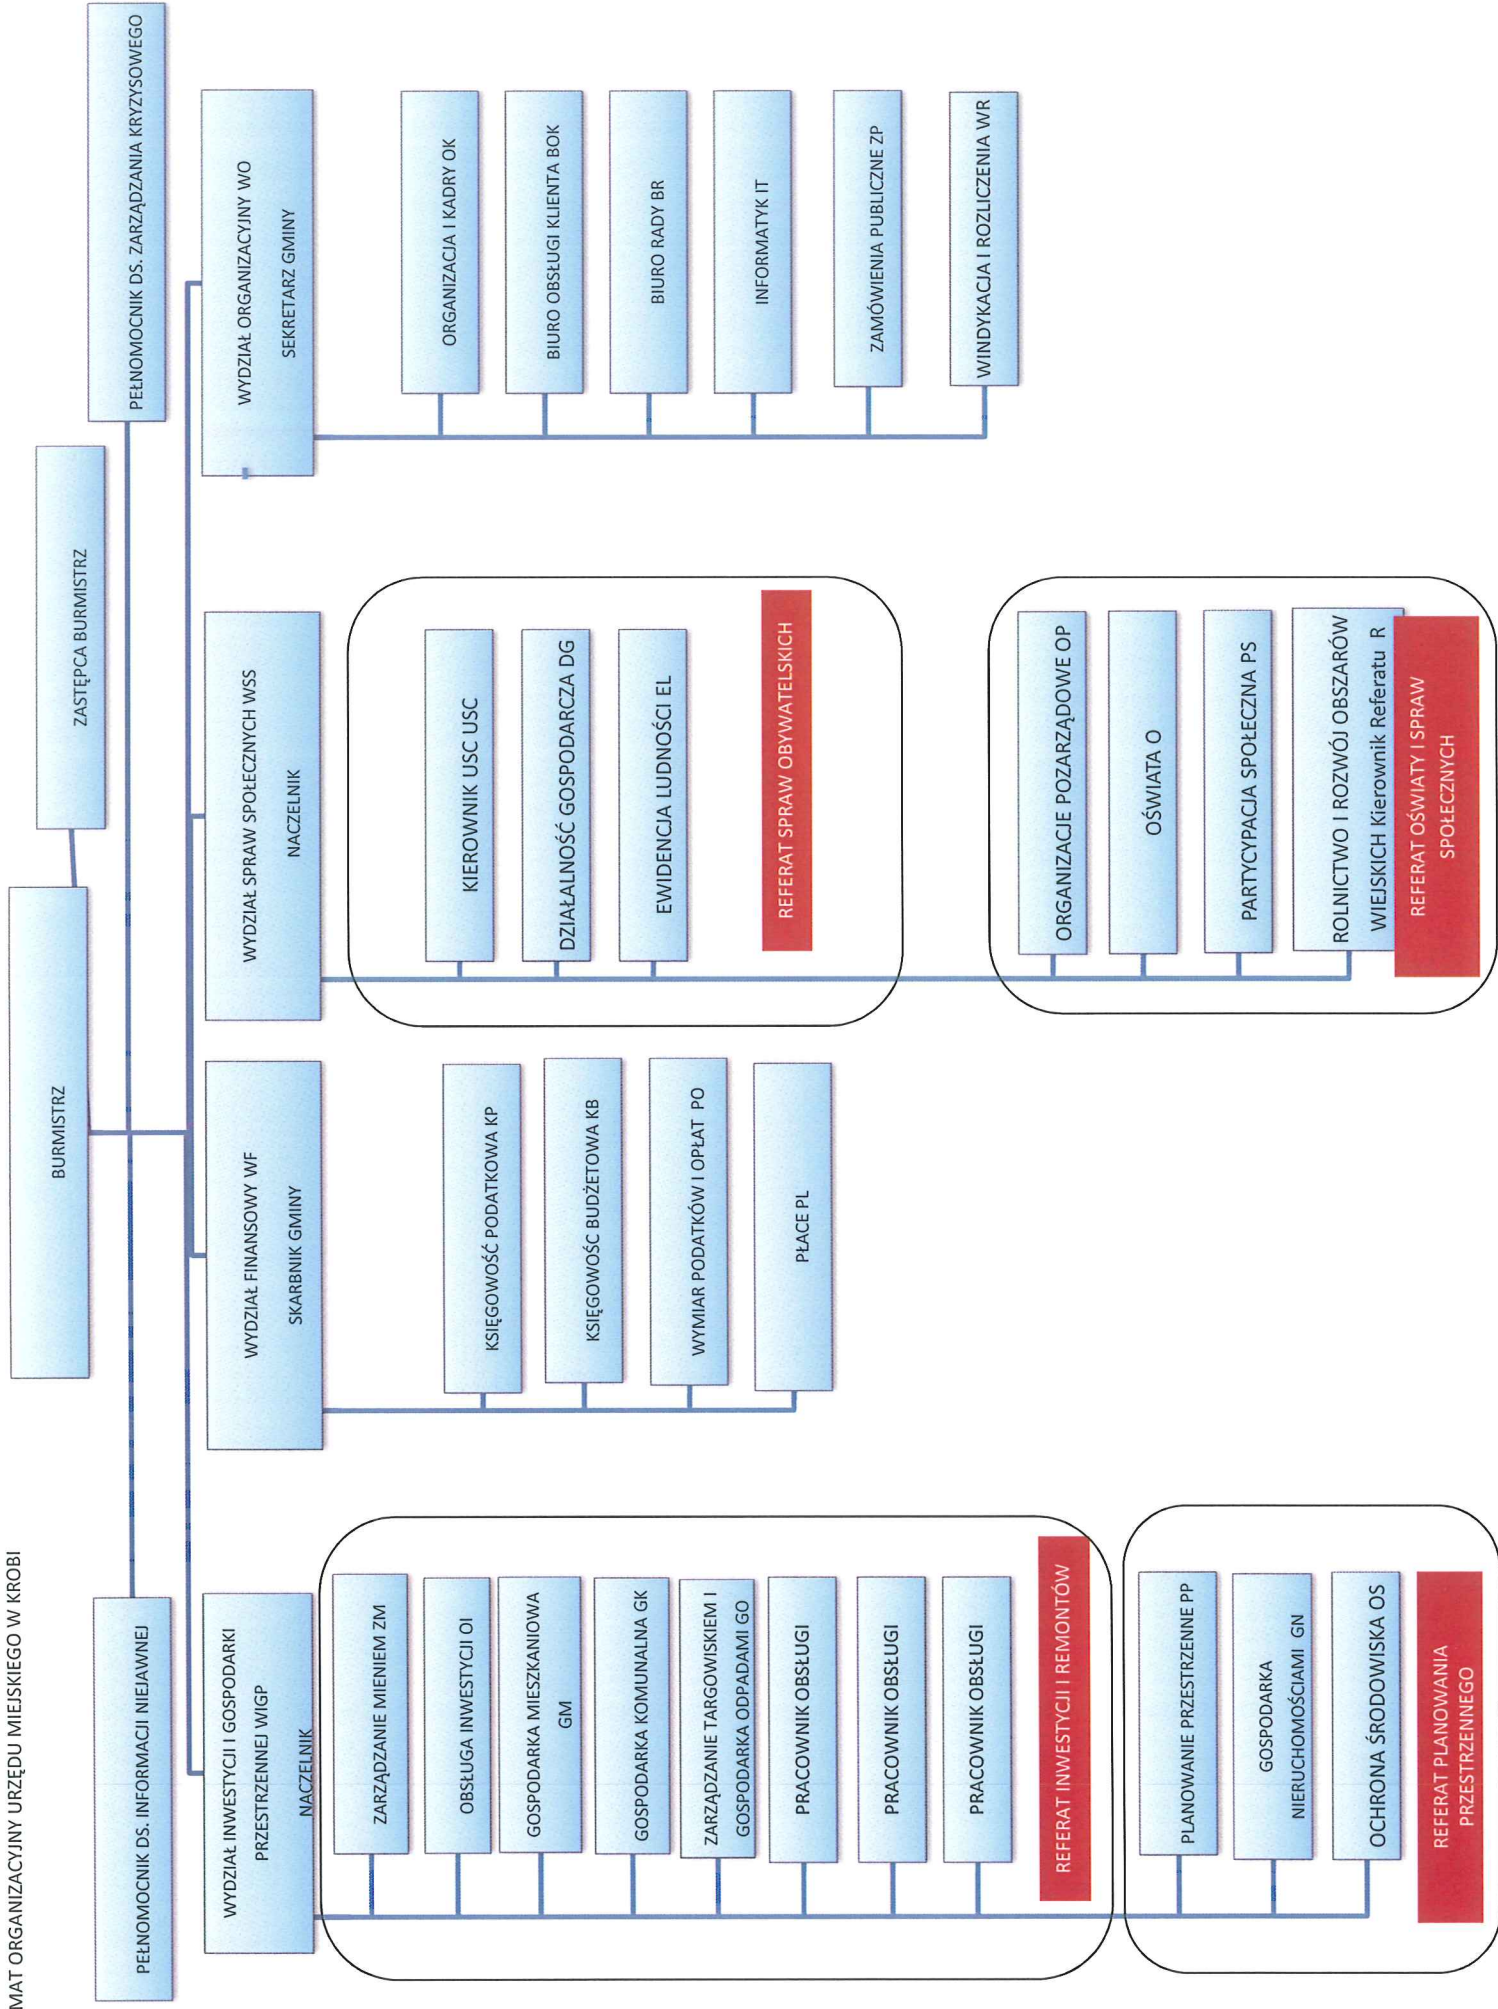 MAT ORGANIZACYJNY URZĘDU MIEJSKIEGO W KROBI
BURMISTRZ
ZASTĘPCA BURMISTRZ
PEŁNOMOCNIK DS. INFORMACJI NIEJAWNEJ
PEŁNOMOCNIK DS. ZARZĄDZANIA KRYZYSOWEGO
WYDZIAŁ INWESTYCJI I GOSPODARKI
PRZESTRZENNEJ WIGP
NACZELNIK
ZARZĄDZANIE MIENIEM ZM
OBSŁUGA INWESTYCJI OI
GOSPODARKA MIESZKANIOWA
GM
GOSPODARKA KOMUNALNA GK
ZARZĄDZANIE TARGOWISKIEM I
GOSPODARKA ODPADAMI GO
PRACOWNIK OBSŁUGI
PRACOWNIK OBSŁUGI
PRACOWNIK OBSŁUGI
REFERAT INWESTYCJI I REMONTÓW
PLANOWANIE PRZESTRZENNE PP
GOSPODARKA
NIERUCHOMOŚCIAMI GN
OCHRONA ŚRODOWISKA OS
REFERAT PLANOWANIA
PRZESTRZENNEGO
WYDZIAŁ FINANSOWY WF
SKARBNIK GMINY
KSIĘGOWOŚĆ PODATKOWA KP
KSIĘGOWOŚC BUDŻETOWA KB
WYMIAR PODATKÓW I OPŁAT PO
PŁACE PL
WYDZIAŁ SPRAW SPOŁECZNYCH WSS
NACZELNIK
KIEROWNIK USC USC
DZIAŁALNOŚĆ GOSPODARCZA DG
EWIDENCJA LUDNOŚCI EL
REFERAT SPRAW OBYWATELSKICH
ORGANIZACJE POZARZĄDOWE OP
OŚWIATA O
PARTYCYPACJA SPOŁECZNA PS
ROLNICTWO I ROZWÓJ OBSZARÓW
WIEJSKICH Kierownik Referatu R
REFERAT OŚWIATY I SPRAW
SPOŁECZNYCH
WYDZIAŁ ORGANIZACYJNY WO
SEKRETARZ GMINY
ORGANIZACJA I KADRY OK
BIURO OBSŁUGI KLIENTA BOK
BIURO RADY BR
INFORMATYK IT
ZAMÓWIENIA PUBLICZNE ZP
WINDYKACJA I ROZLICZENIA WR